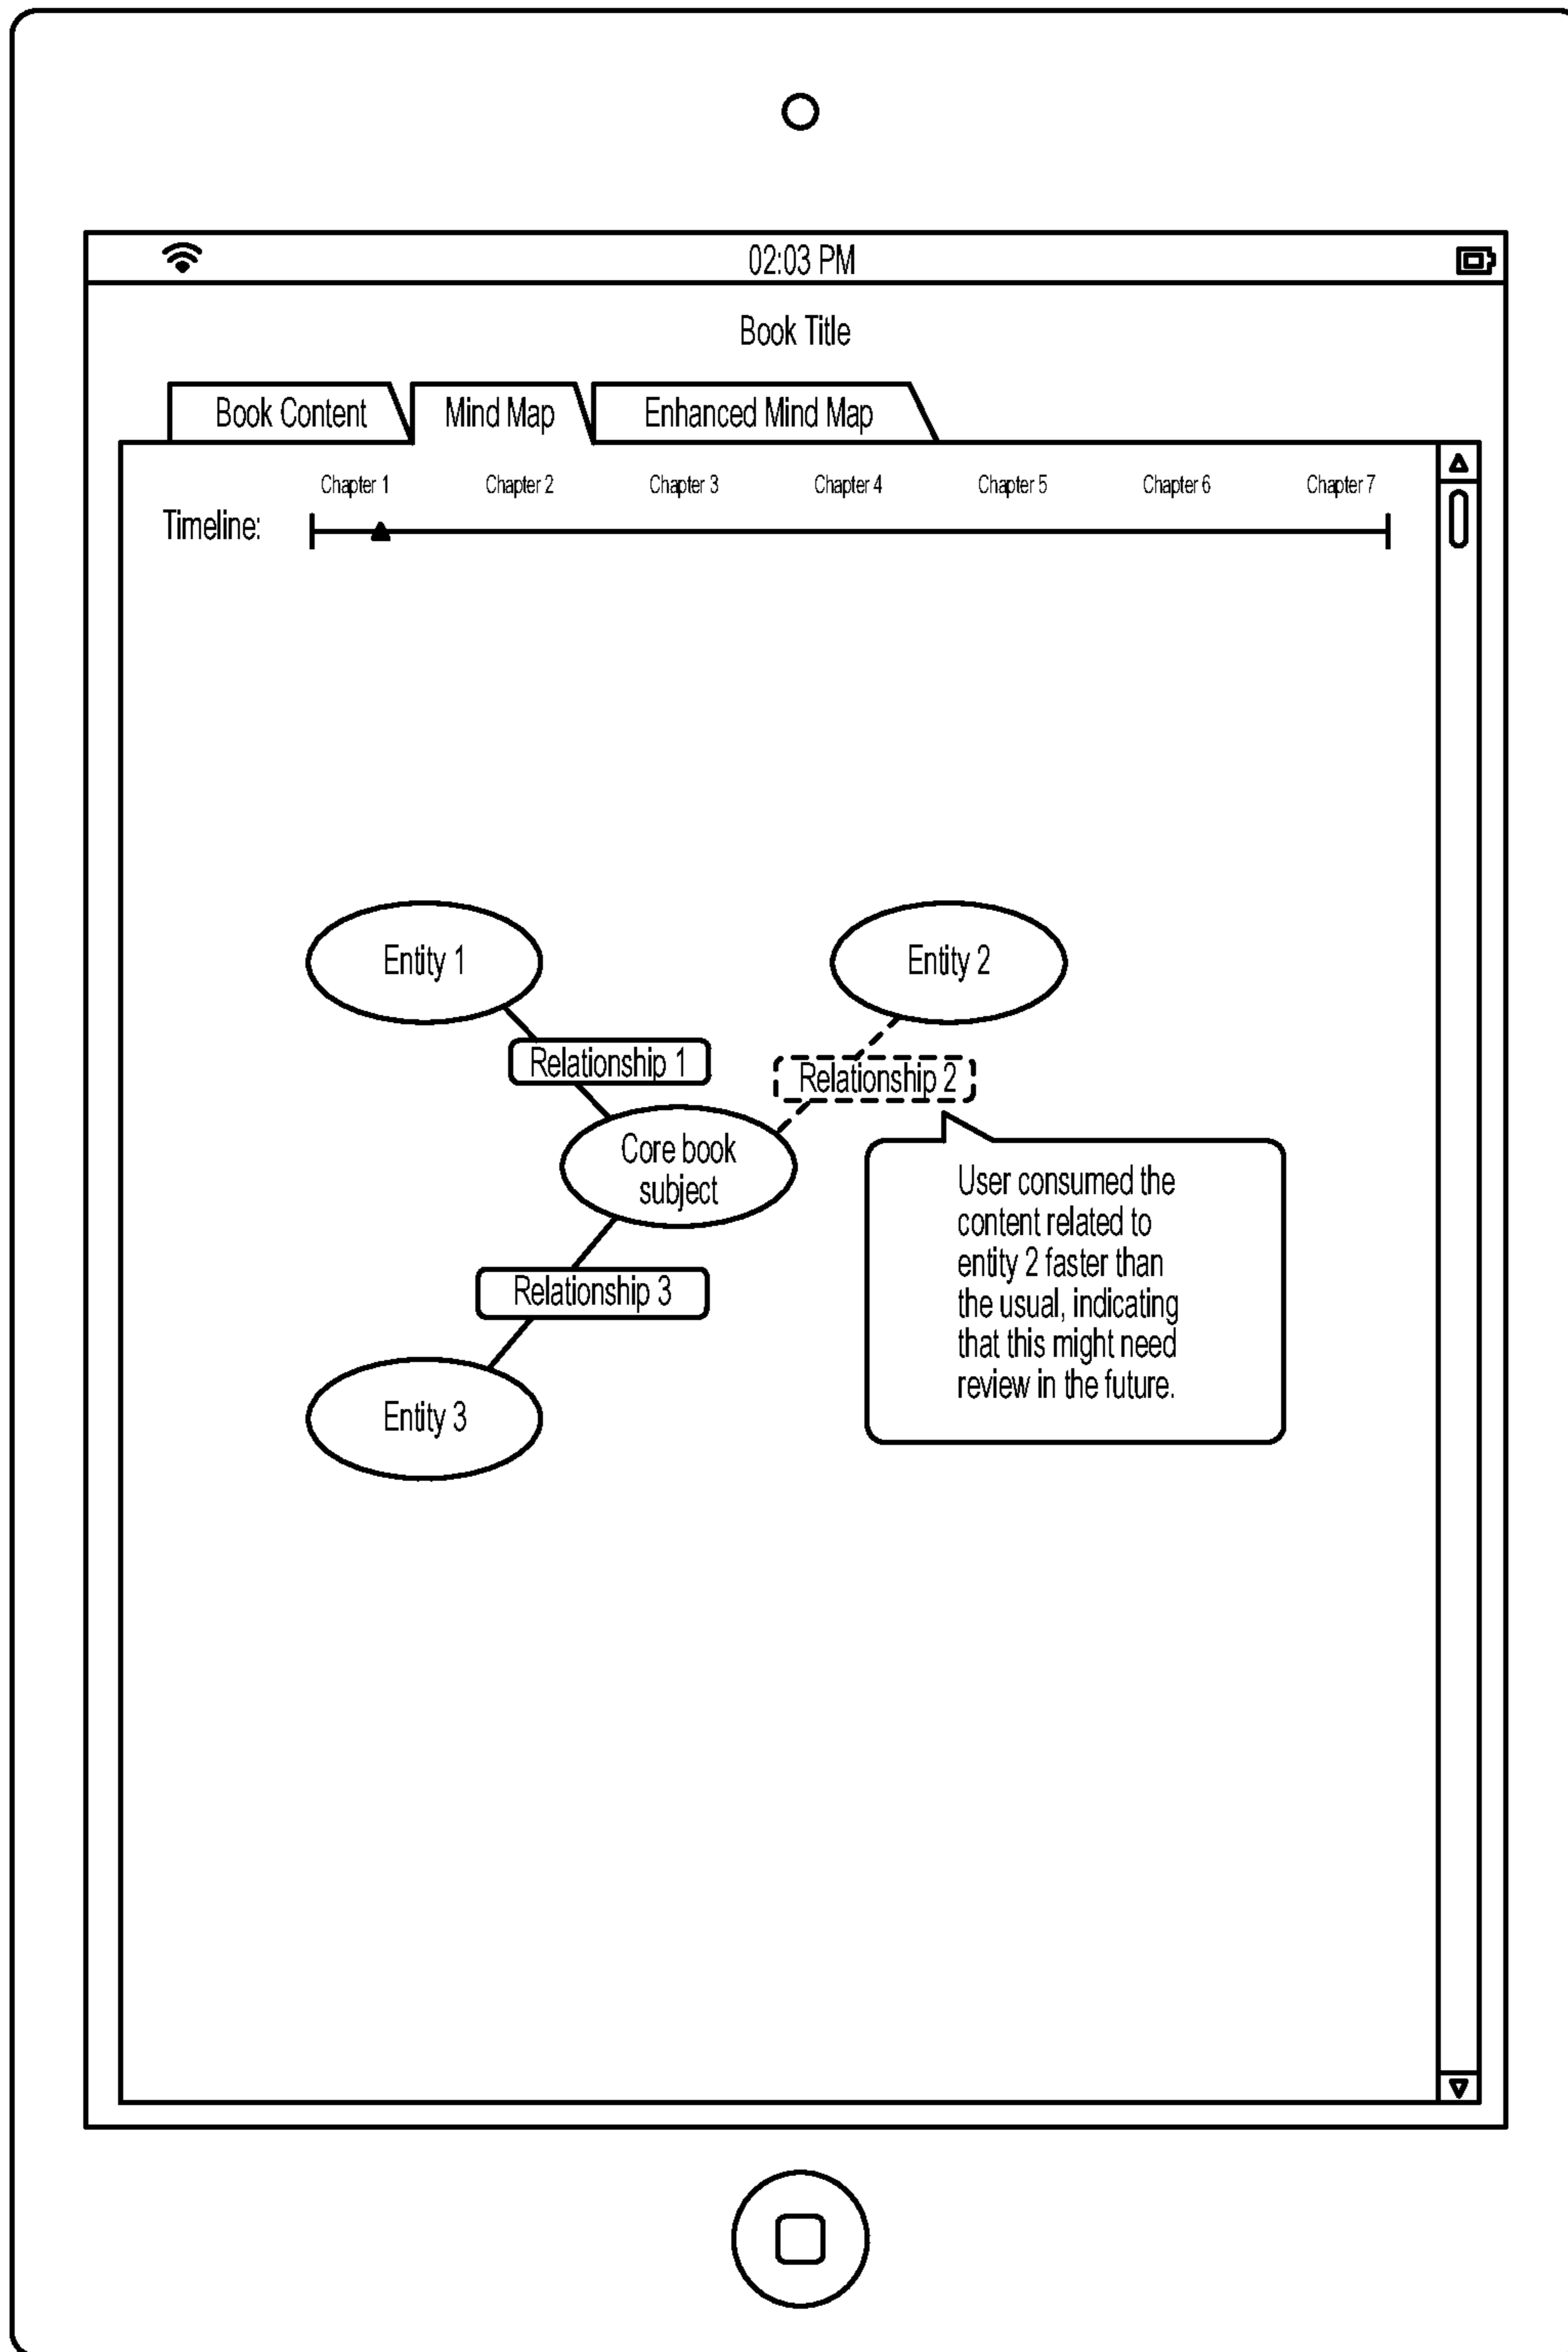 02:03 PM
Book Title
Book Content
Mind Map
Enhanced Mind Map
Chapter 1
Chapter 2
Chapter 3
Chapter 4
Chapter 5
Chapter 6
Chapter 7
Timeline:
Entity 1
Entity 2
Relationship 1
Relationship 2
Core book
subject
User consumed the
content related to
entity 2 faster than
the usual, indicating
that this might need
review in the future.
Relationship 3
Entity 3